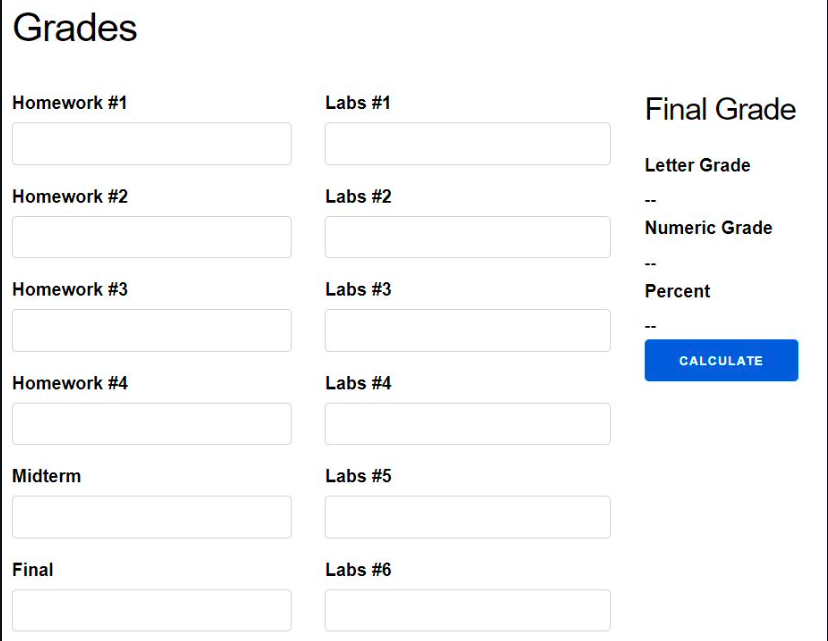 Grades
Homework #1
Homework #2
Homework #3
Homework #4
Midterm
Final
Labs #1
Labs #2
Labs #3
Labs #4
Labs #5
Labs #6
Final Grade
Letter Grade
--
Numeric Grade
--
Percent
--
CALCULATE